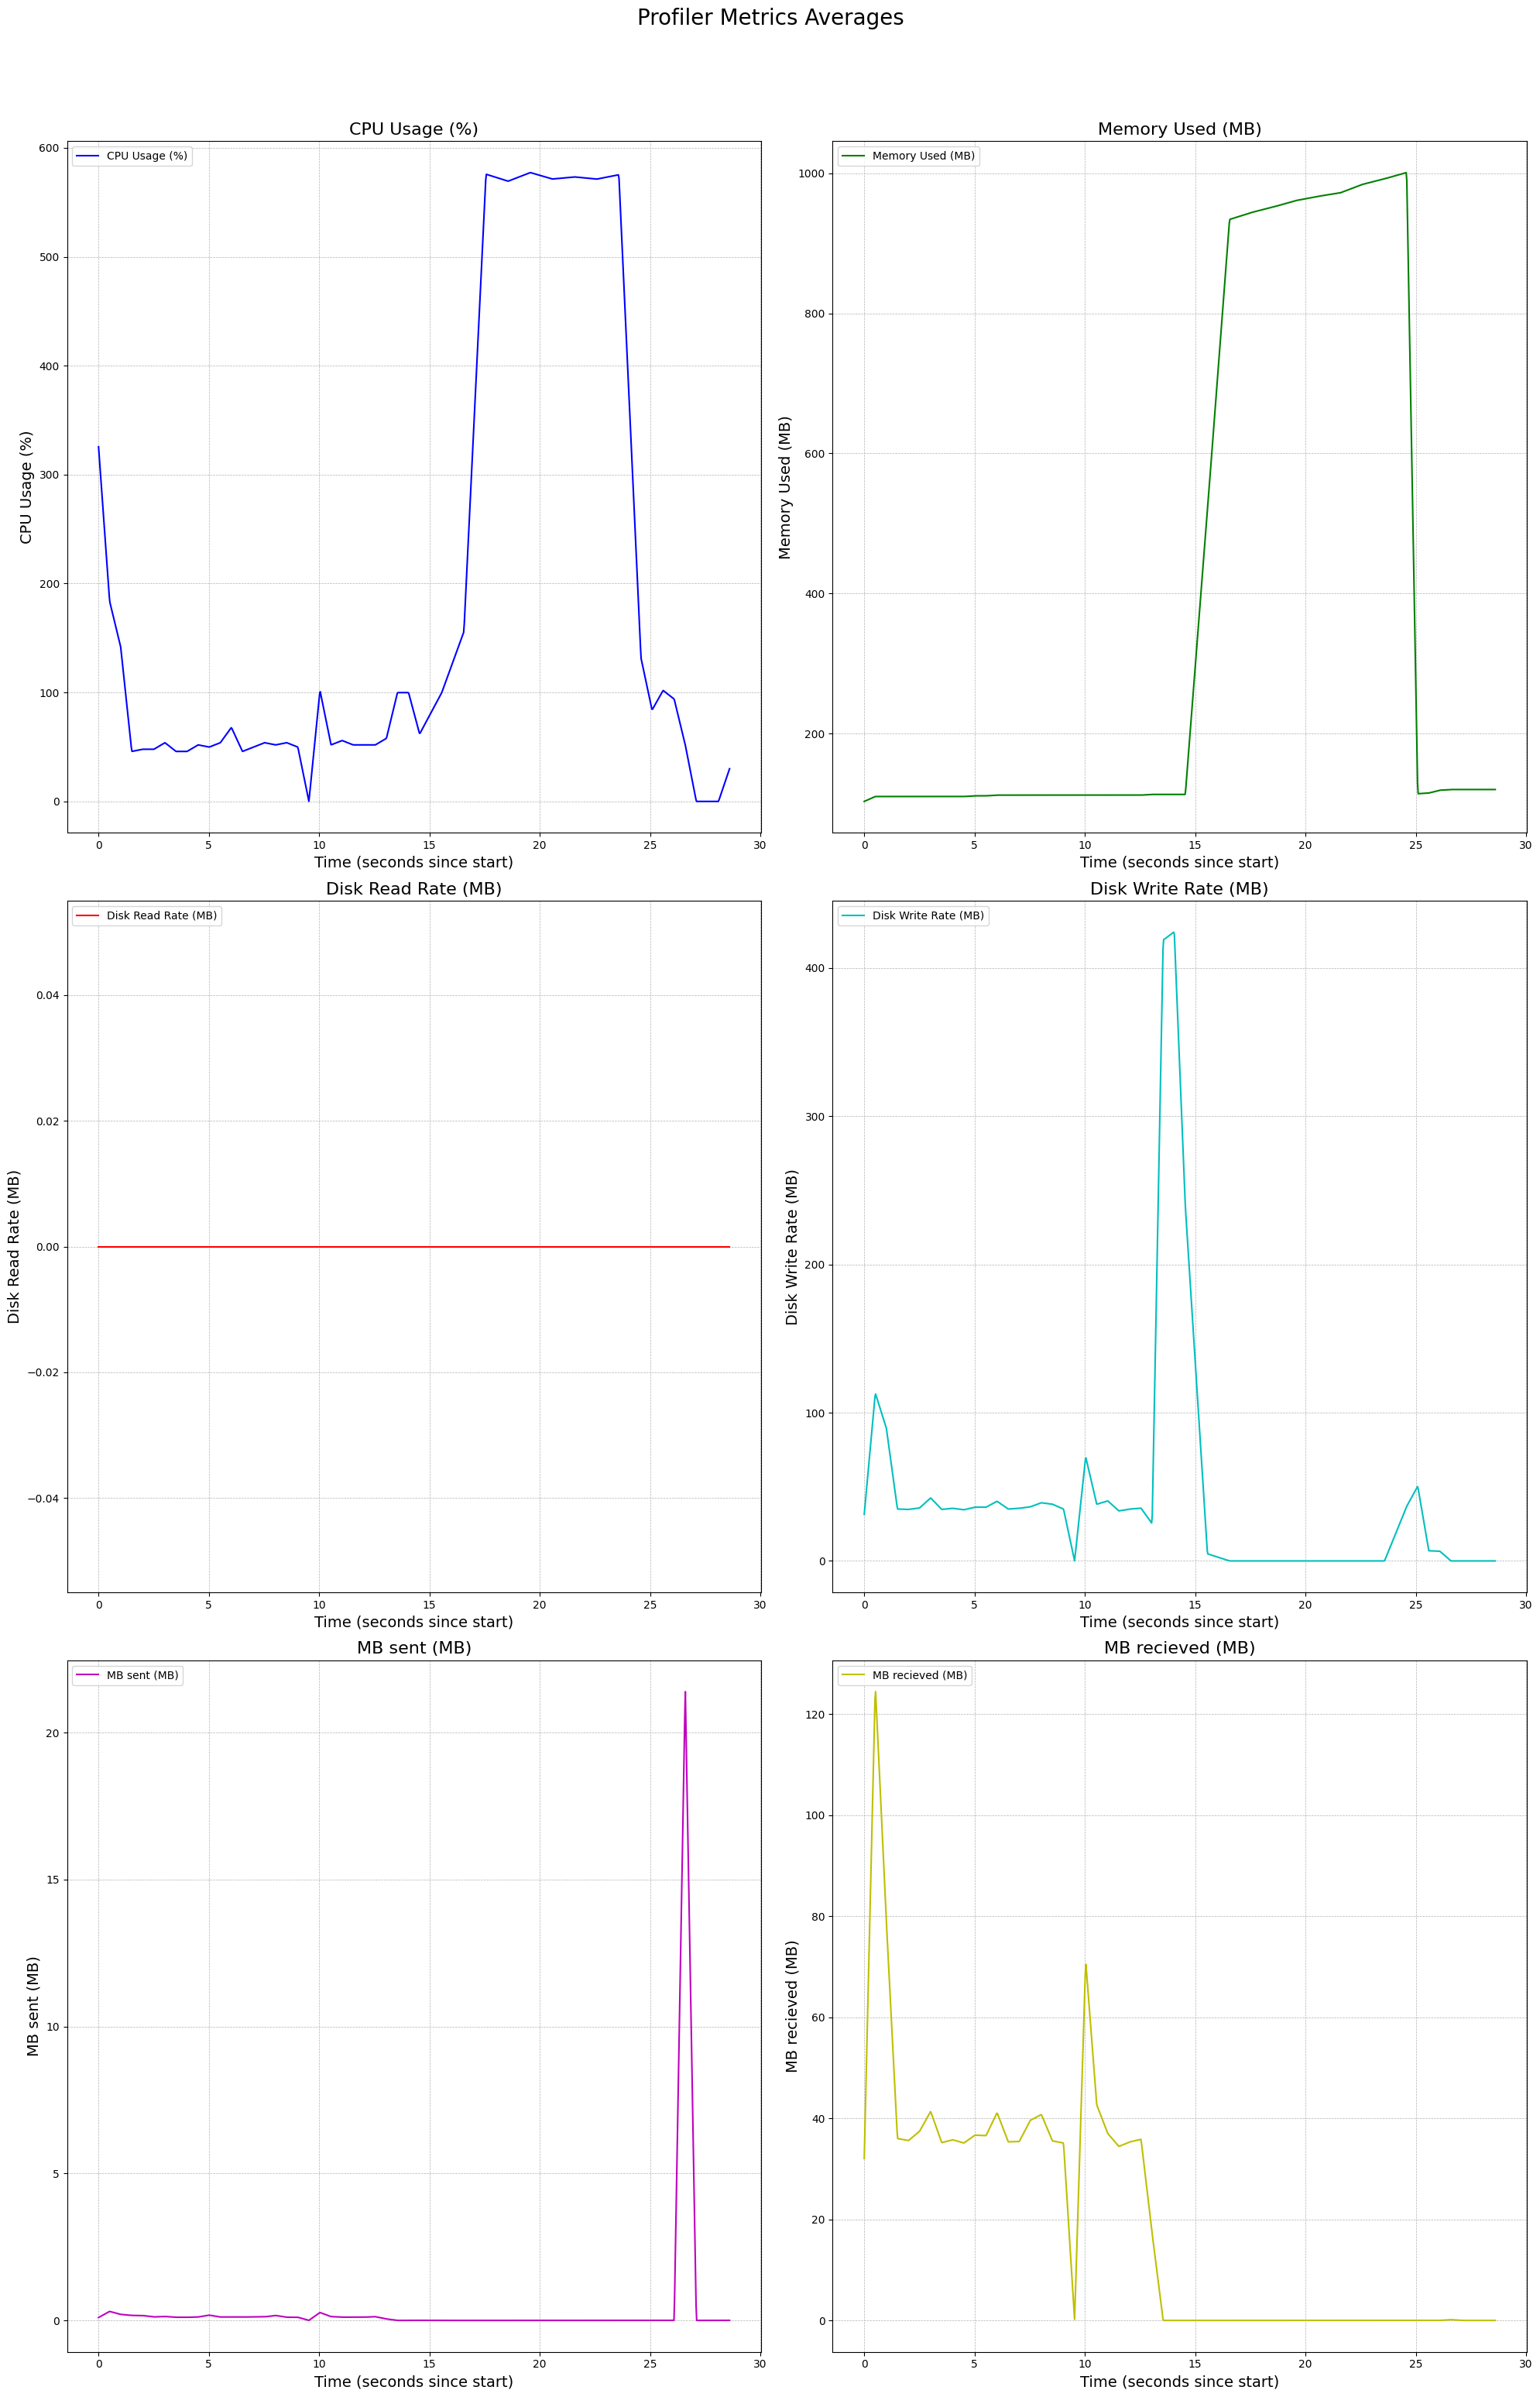 Profiler Metrics Averages
CPU Usage (%)
CPU Usage (%)
CPU Usage (%)
600
500
400
300
200
100
0
0 5 10 15 20 25 30
Time (seconds since start)
Memory Used (MB)
Memory Used (MB)
Memory Used (MB)
1000
800
600
400
200
0 5 10 15 20 25 30
Time (seconds since start)
Disk Read Rate (MB)
Disk Read Rate (MB)
Disk Read Rate (MB)
0.04
0.02
0.00
−0.02
−0.04
0 5 10 15 20 25 30
Time (seconds since start)
Disk Write Rate (MB)
Disk Write Rate (MB)
Disk Write Rate (MB)
400
300
200
100
0
0 5 10 15 20 25 30
Time (seconds since start)
MB sent (MB)
MB sent (MB)
MB sent (MB)
20
15
10
5
0
0 5 10 15 20 25 30
Time (seconds since start)
MB recieved (MB)
MB recieved (MB)
MB recieved (MB)
120
100
80
60
40
20
0
0 5 10 15 20 25 30
Time (seconds since start)